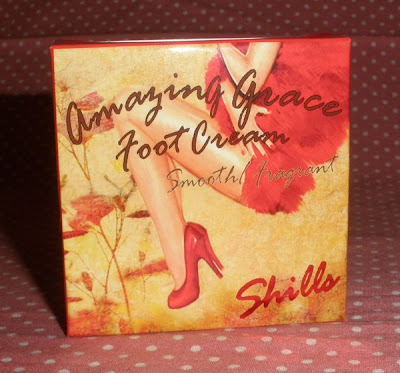 Amazing Grace
Foot Cream
Smooth/Fragrant
Shills